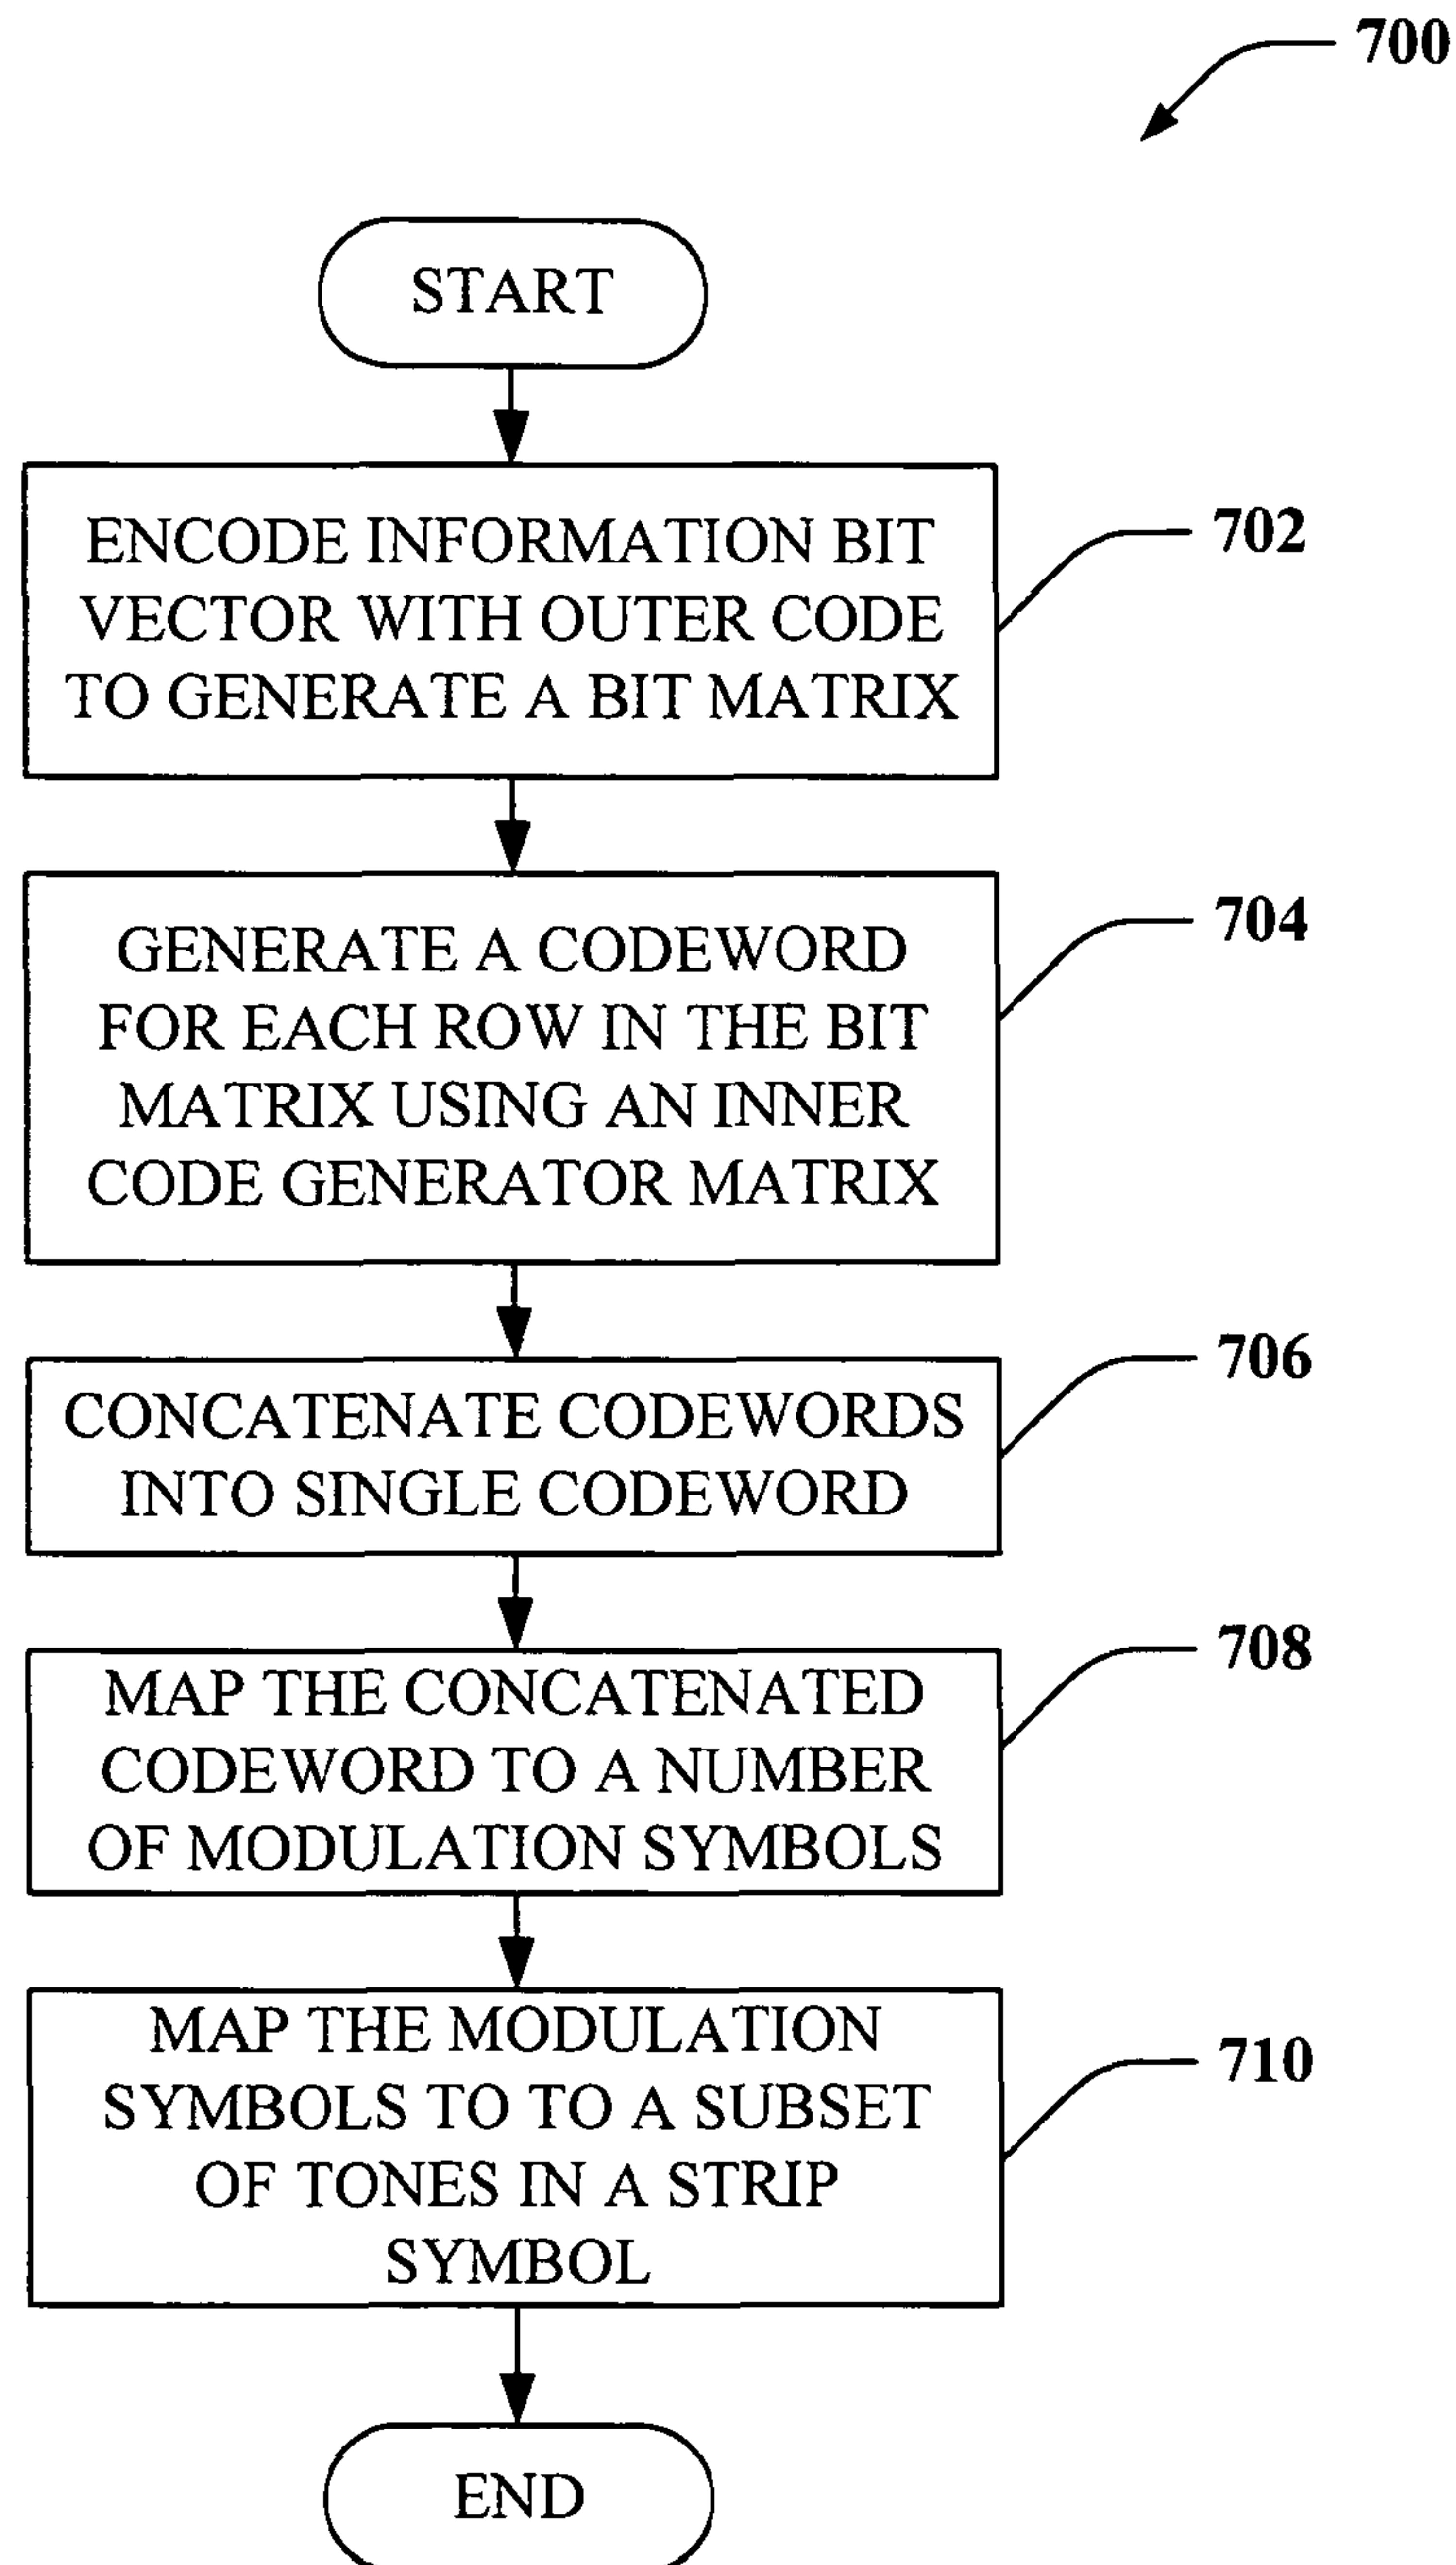 700
START
ENCODE INFORMATION BIT
VECTOR WITH OUTER CODE
TO GENERATE A BIT MATRIX
702
GENERATE A CODEWORD
FOR EACH ROW IN THE BIT
MATRIX USING AN INNER
CODE GENERATOR MATRIX
704
CONCATENATE CODEWORDS
INTO SINGLE CODEWORD
706
MAP THE CONCATENATED
CODEWORD TO A NUMBER
OF MODULATION SYMBOLS
708
MAP THE MODULATION
SYMBOLS TO TO A SUBSET
OF TONES IN A STRIP
SYMBOL
710
END